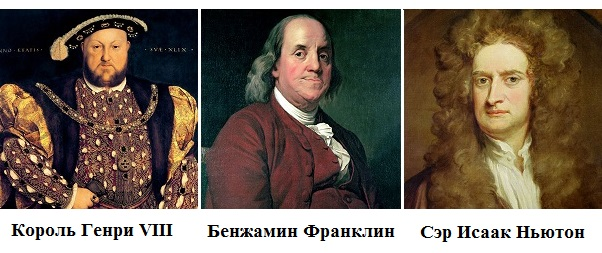 Король Генри VIII
Бенжамин Франклин
Сэр Исаак Ньютон